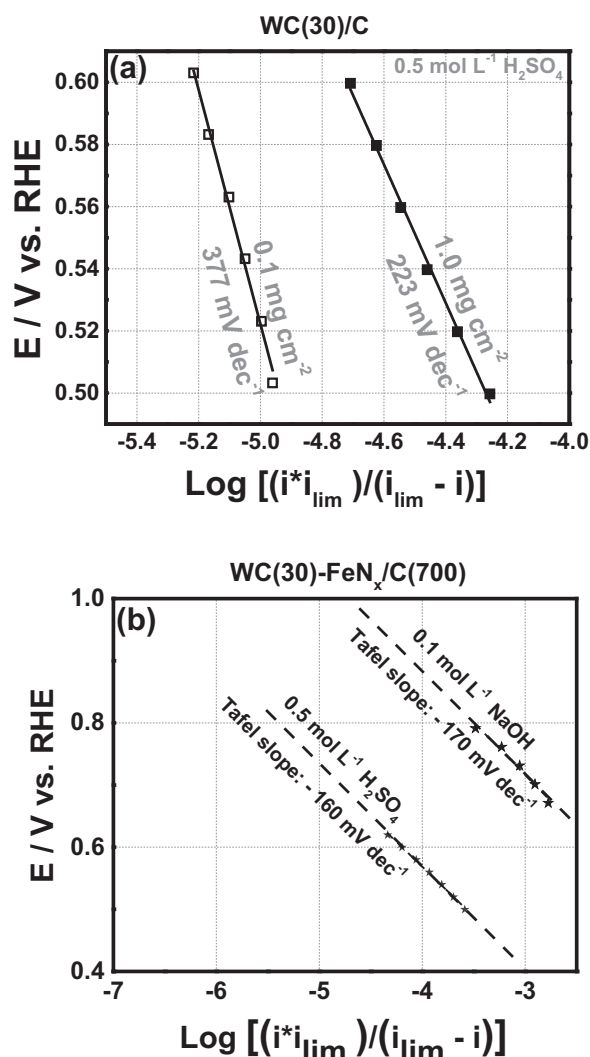 WC(30)/C
(a)
0.5 mol L⁻¹ H₂SO₄
E / V vs. RHE
0.60
0.58
0.56
0.54
0.52
0.50
0.1 mg cm⁻²
377 mV dec⁻¹
1.0 mg cm⁻²
223 mV dec⁻¹
-5.4 -5.2 -5.0 -4.8 -4.6 -4.4 -4.2 -4.0
Log [(i*i_lim )/(i_lim - i)]
WC(30)-FeNₓ/C(700)
(b)
E / V vs. RHE
1.0
0.8
0.6
0.4
0.1 mol L⁻¹ NaOH
Tafel slope: - 170 mV dec⁻¹
0.5 mol L⁻¹ H₂SO₄
Tafel slope: - 160 mV dec⁻¹
-7 -6 -5 -4 -3
Log [(i*i_lim )/(i_lim - i)]